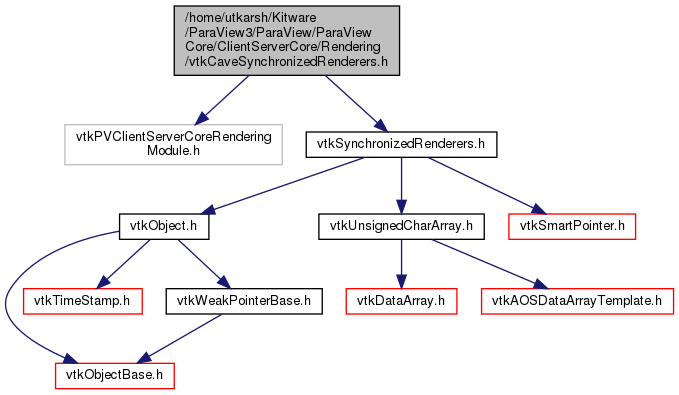 /home/utkarsh/Kitware
/ParaView3/ParaView/ParaView
Core/ClientServerCore/Rendering
/vtkCaveSynchronizedRenderers.h
vtkPVClientServerCoreRendering
Module.h
vtkSynchronizedRenderers.h
vtkObject.h
vtkUnsignedCharArray.h
vtkSmartPointer.h
vtkTimeStamp.h
vtkWeakPointerBase.h
vtkDataArray.h
vtkAOSDataArrayTemplate.h
vtkObjectBase.h